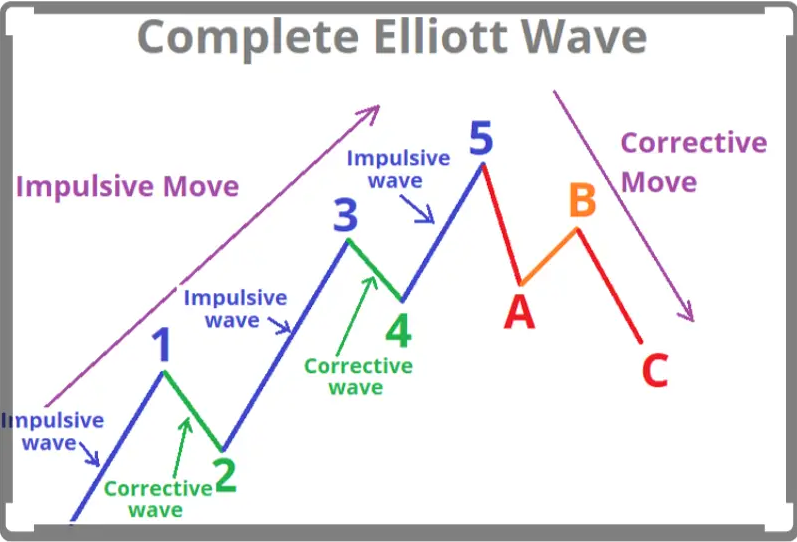 Complete Elliott Wave
Impulsive Move
Impulsive
wave
1
Corrective
wave
2
Impulsive
wave
3
Corrective
wave
4
Impulsive
wave
5
A
B
C
Corrective
Move